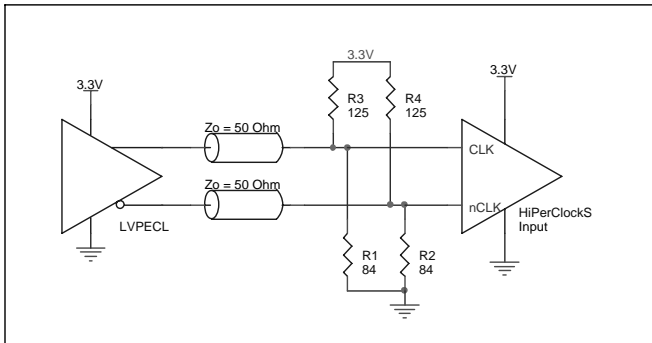 3.3V
3.3V
3.3V
R3
125
R4
125
Zo = 50 Ohm
CLK
Zo = 50 Ohm
nCLK
LVPECL
HiPerClockS
Input
R1
84
R2
84